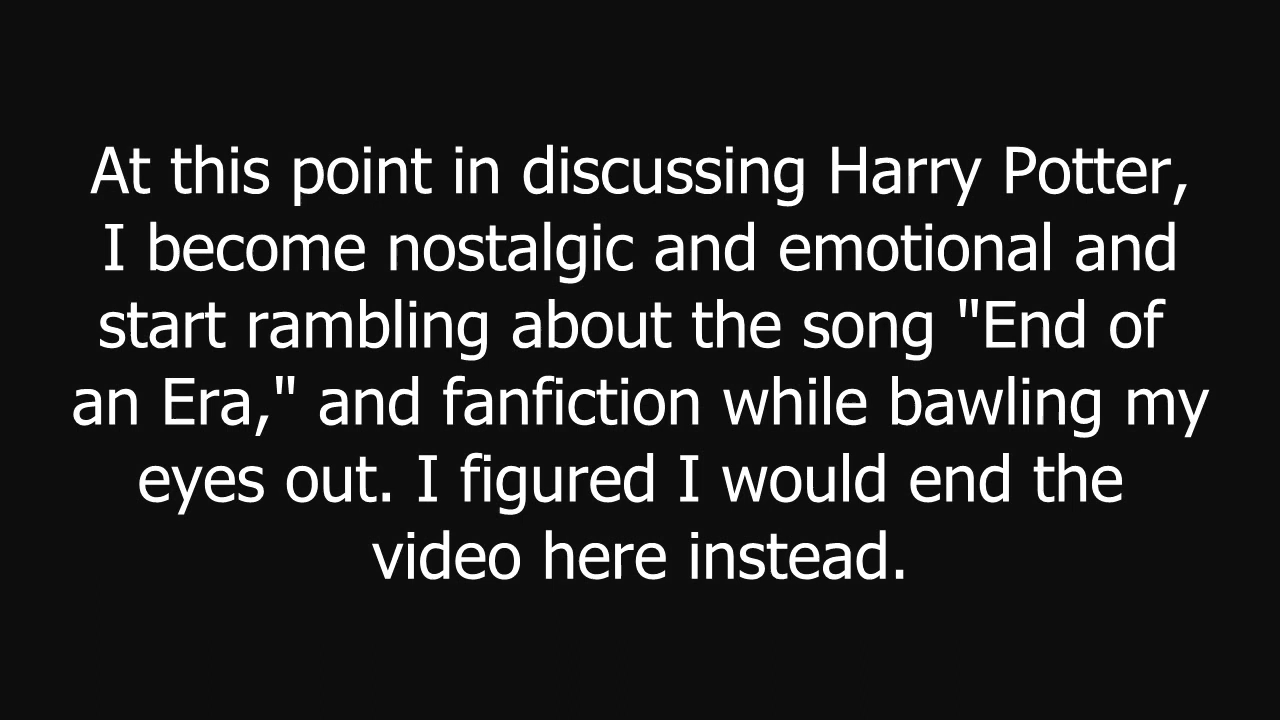 At this point in discussing Harry Potter,
I become nostalgic and emotional and
start rambling about the song "End of
an Era," and fanfiction while bawling my
eyes out. I figured I would end the
video here instead.